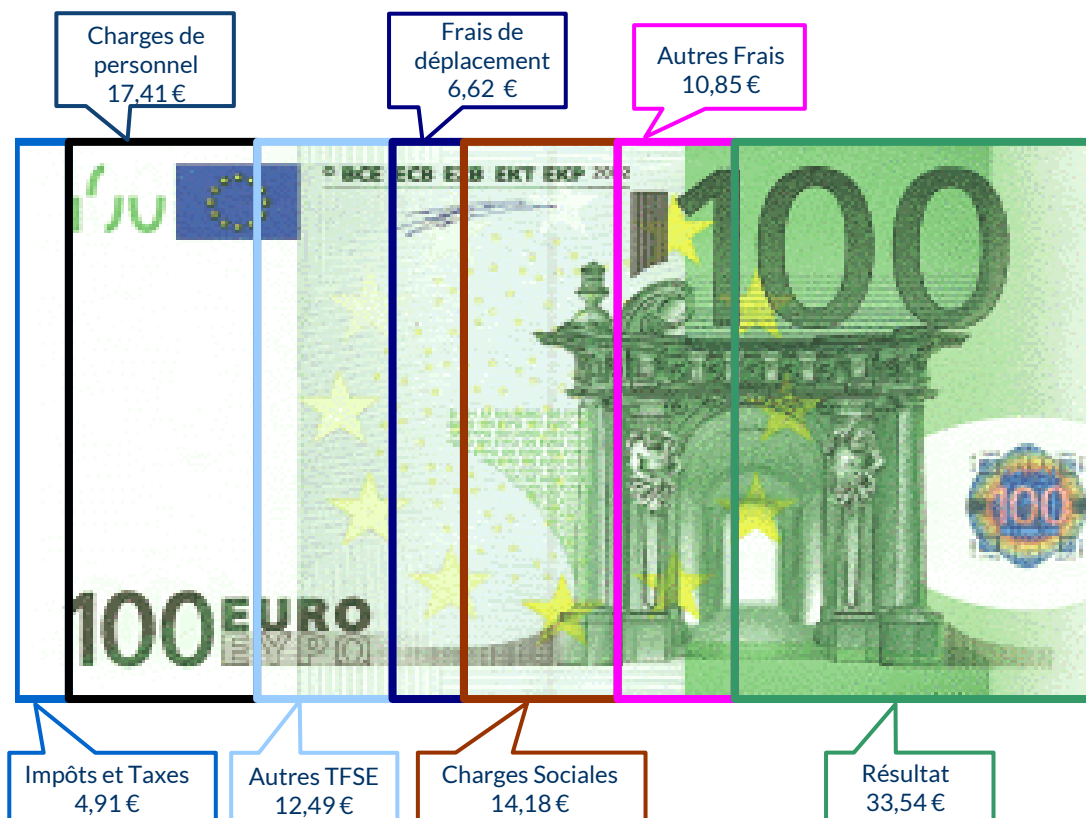 Charges de
personnel
17,41 €
Frais de
déplacement
6,62 €
Autres Frais
10,85 €
© BCE ECB EZB EKT EKP 2002
100
100
100 EURO
ΕΥΡΩ
Impôts et Taxes
4,91 €
Autres TFSE
12,49 €
Charges Sociales
14,18 €
Résultat
33,54 €